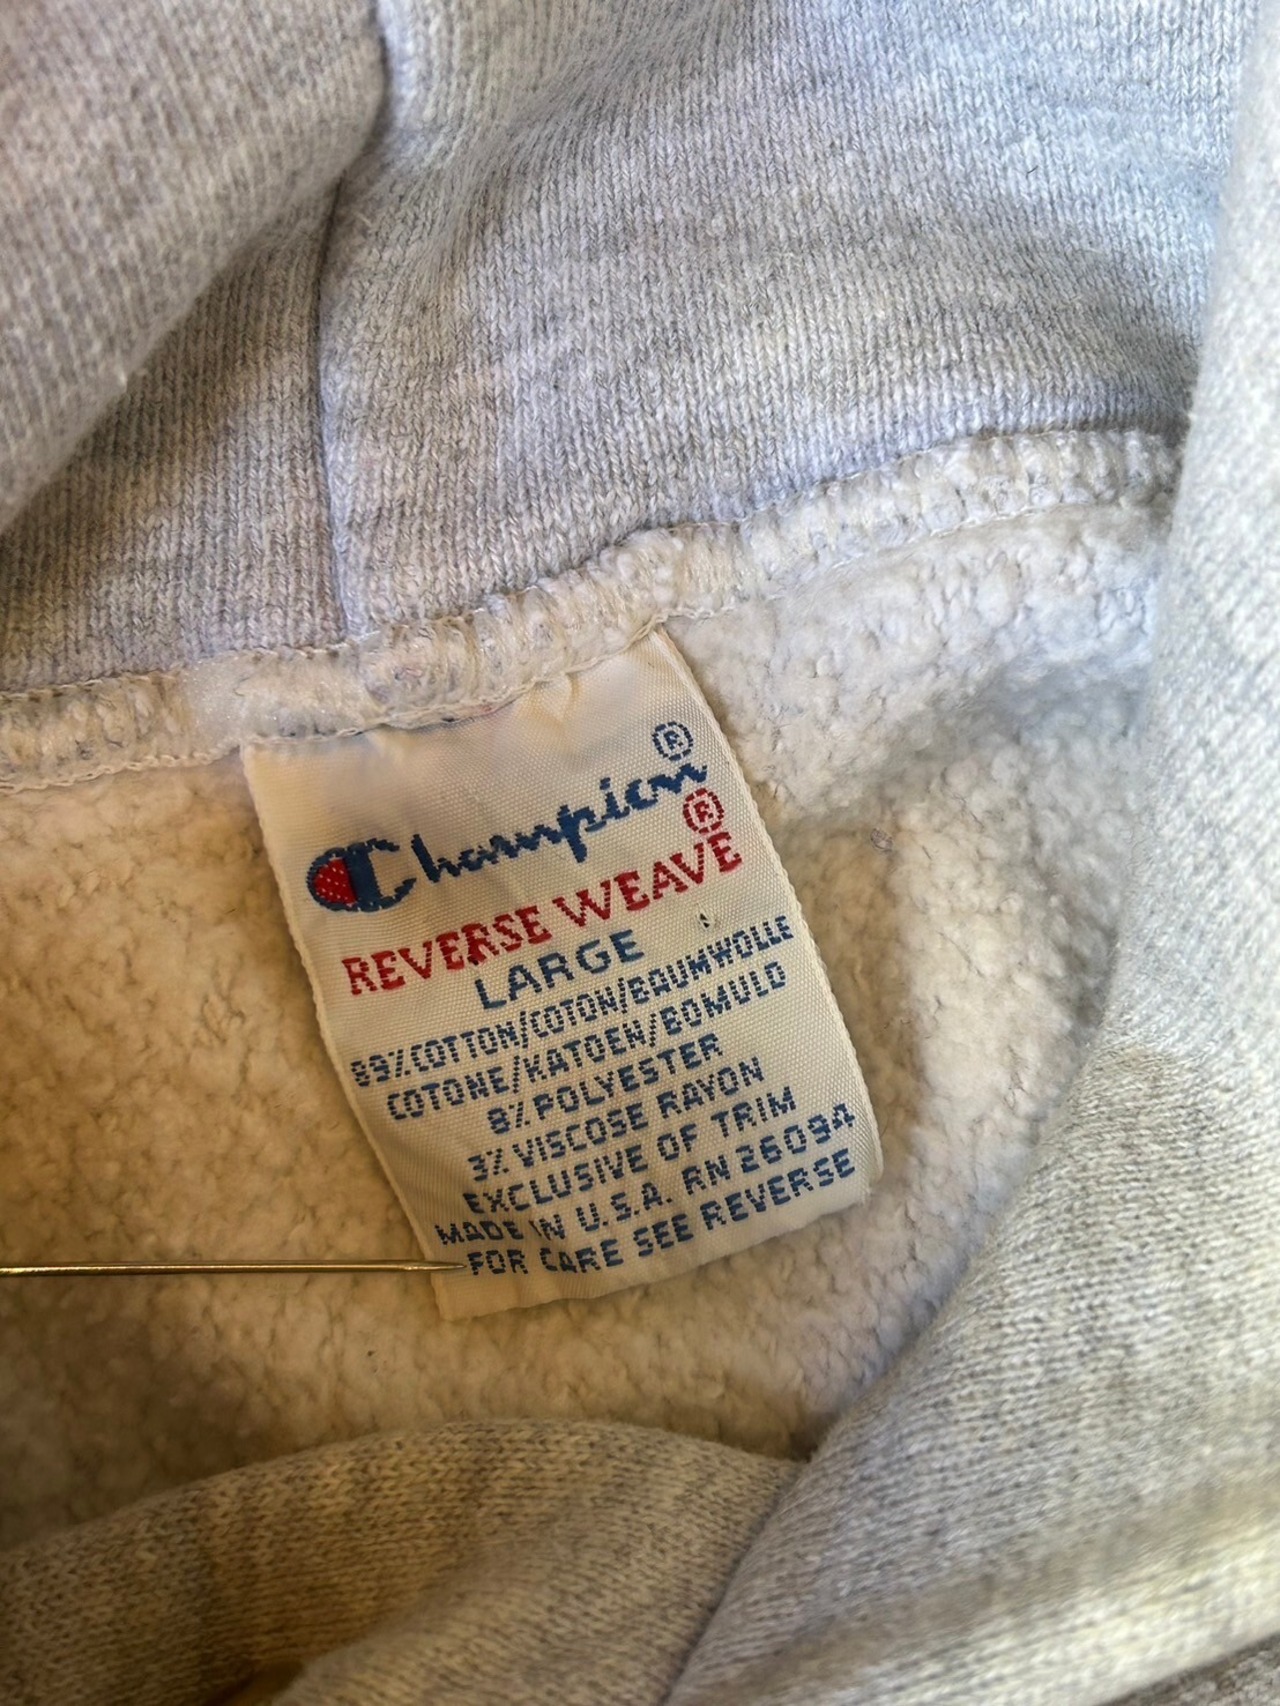 Champion®
REVERSE WEAVE®
LARGE
89% COTTON/COTON/BAUMWOLLE
COTONE/KATOEN/BOMULD
8% POLYESTER
3% VISCOSE RAYON
EXCLUSIVE OF TRIM
MADE IN U.S.A. RN 26094
FOR CARE SEE REVERSE